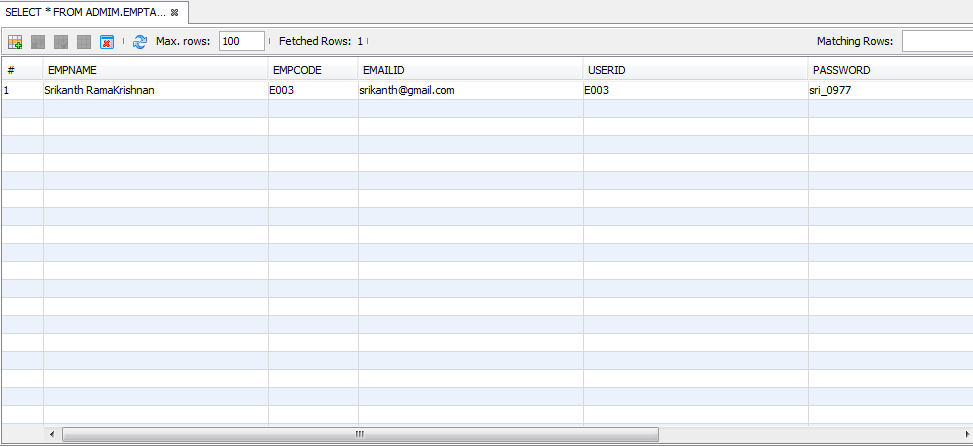 SELECT * FROM ADMIM.EMPTA...
Max. rows: 100 Fetched Rows: 1 Matching Rows:
# EMPNAME EMPCODE EMAILID USERID PASSWORD
1 Srikanth RamaKrishnan E003 srikanth@gmail.com E003 sri_0977